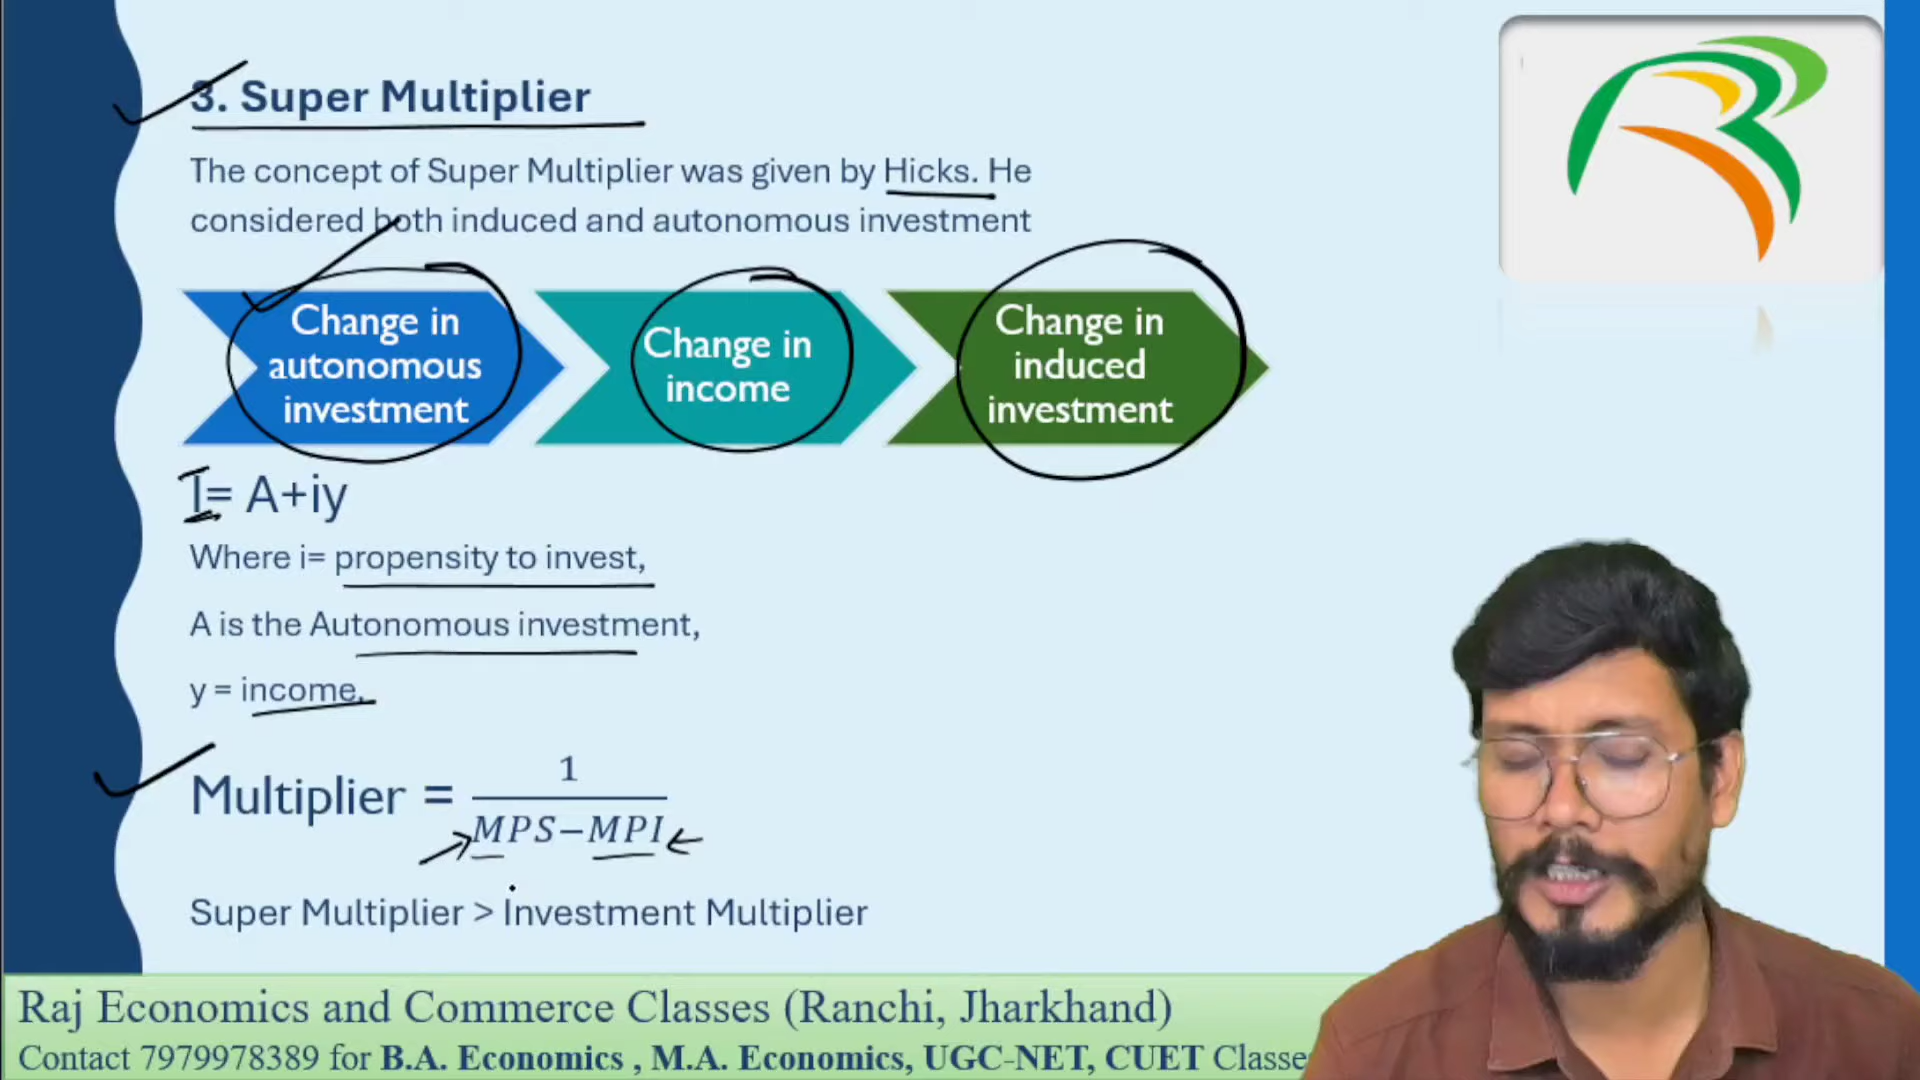 3. Super Multiplier
The concept of Super Multiplier was given by Hicks. He
considered both induced and autonomous investment
Change in
autonomous
investment
Change in
income
Change in
induced
investment
I= A+iy
Where i= propensity to invest,
A is the Autonomous investment,
y = income.
Multiplier = 1
MPS−MPI
Super Multiplier > investment Multiplier
Raj Economics and Commerce Classes (Ranchi, Jharkhand)
Contact 7979978389 for B.A. Economics , M.A. Economics, UGC-NET, CUET Classe